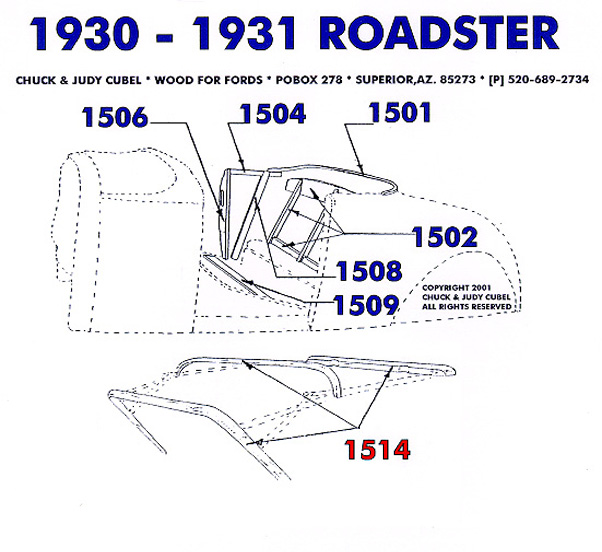 1930 - 1931 ROADSTER
CHUCK & JUDY CUBEL * WOOD FOR FORDS * POBOX 278 * SUPERIOR,AZ. 85273 * [P] 520-689-2734
1506
1504
1501
1502
1508
1509
COPYRIGHT 2001
CHUCK & JUDY CUBEL
ALL RIGHTS RESERVED
1514